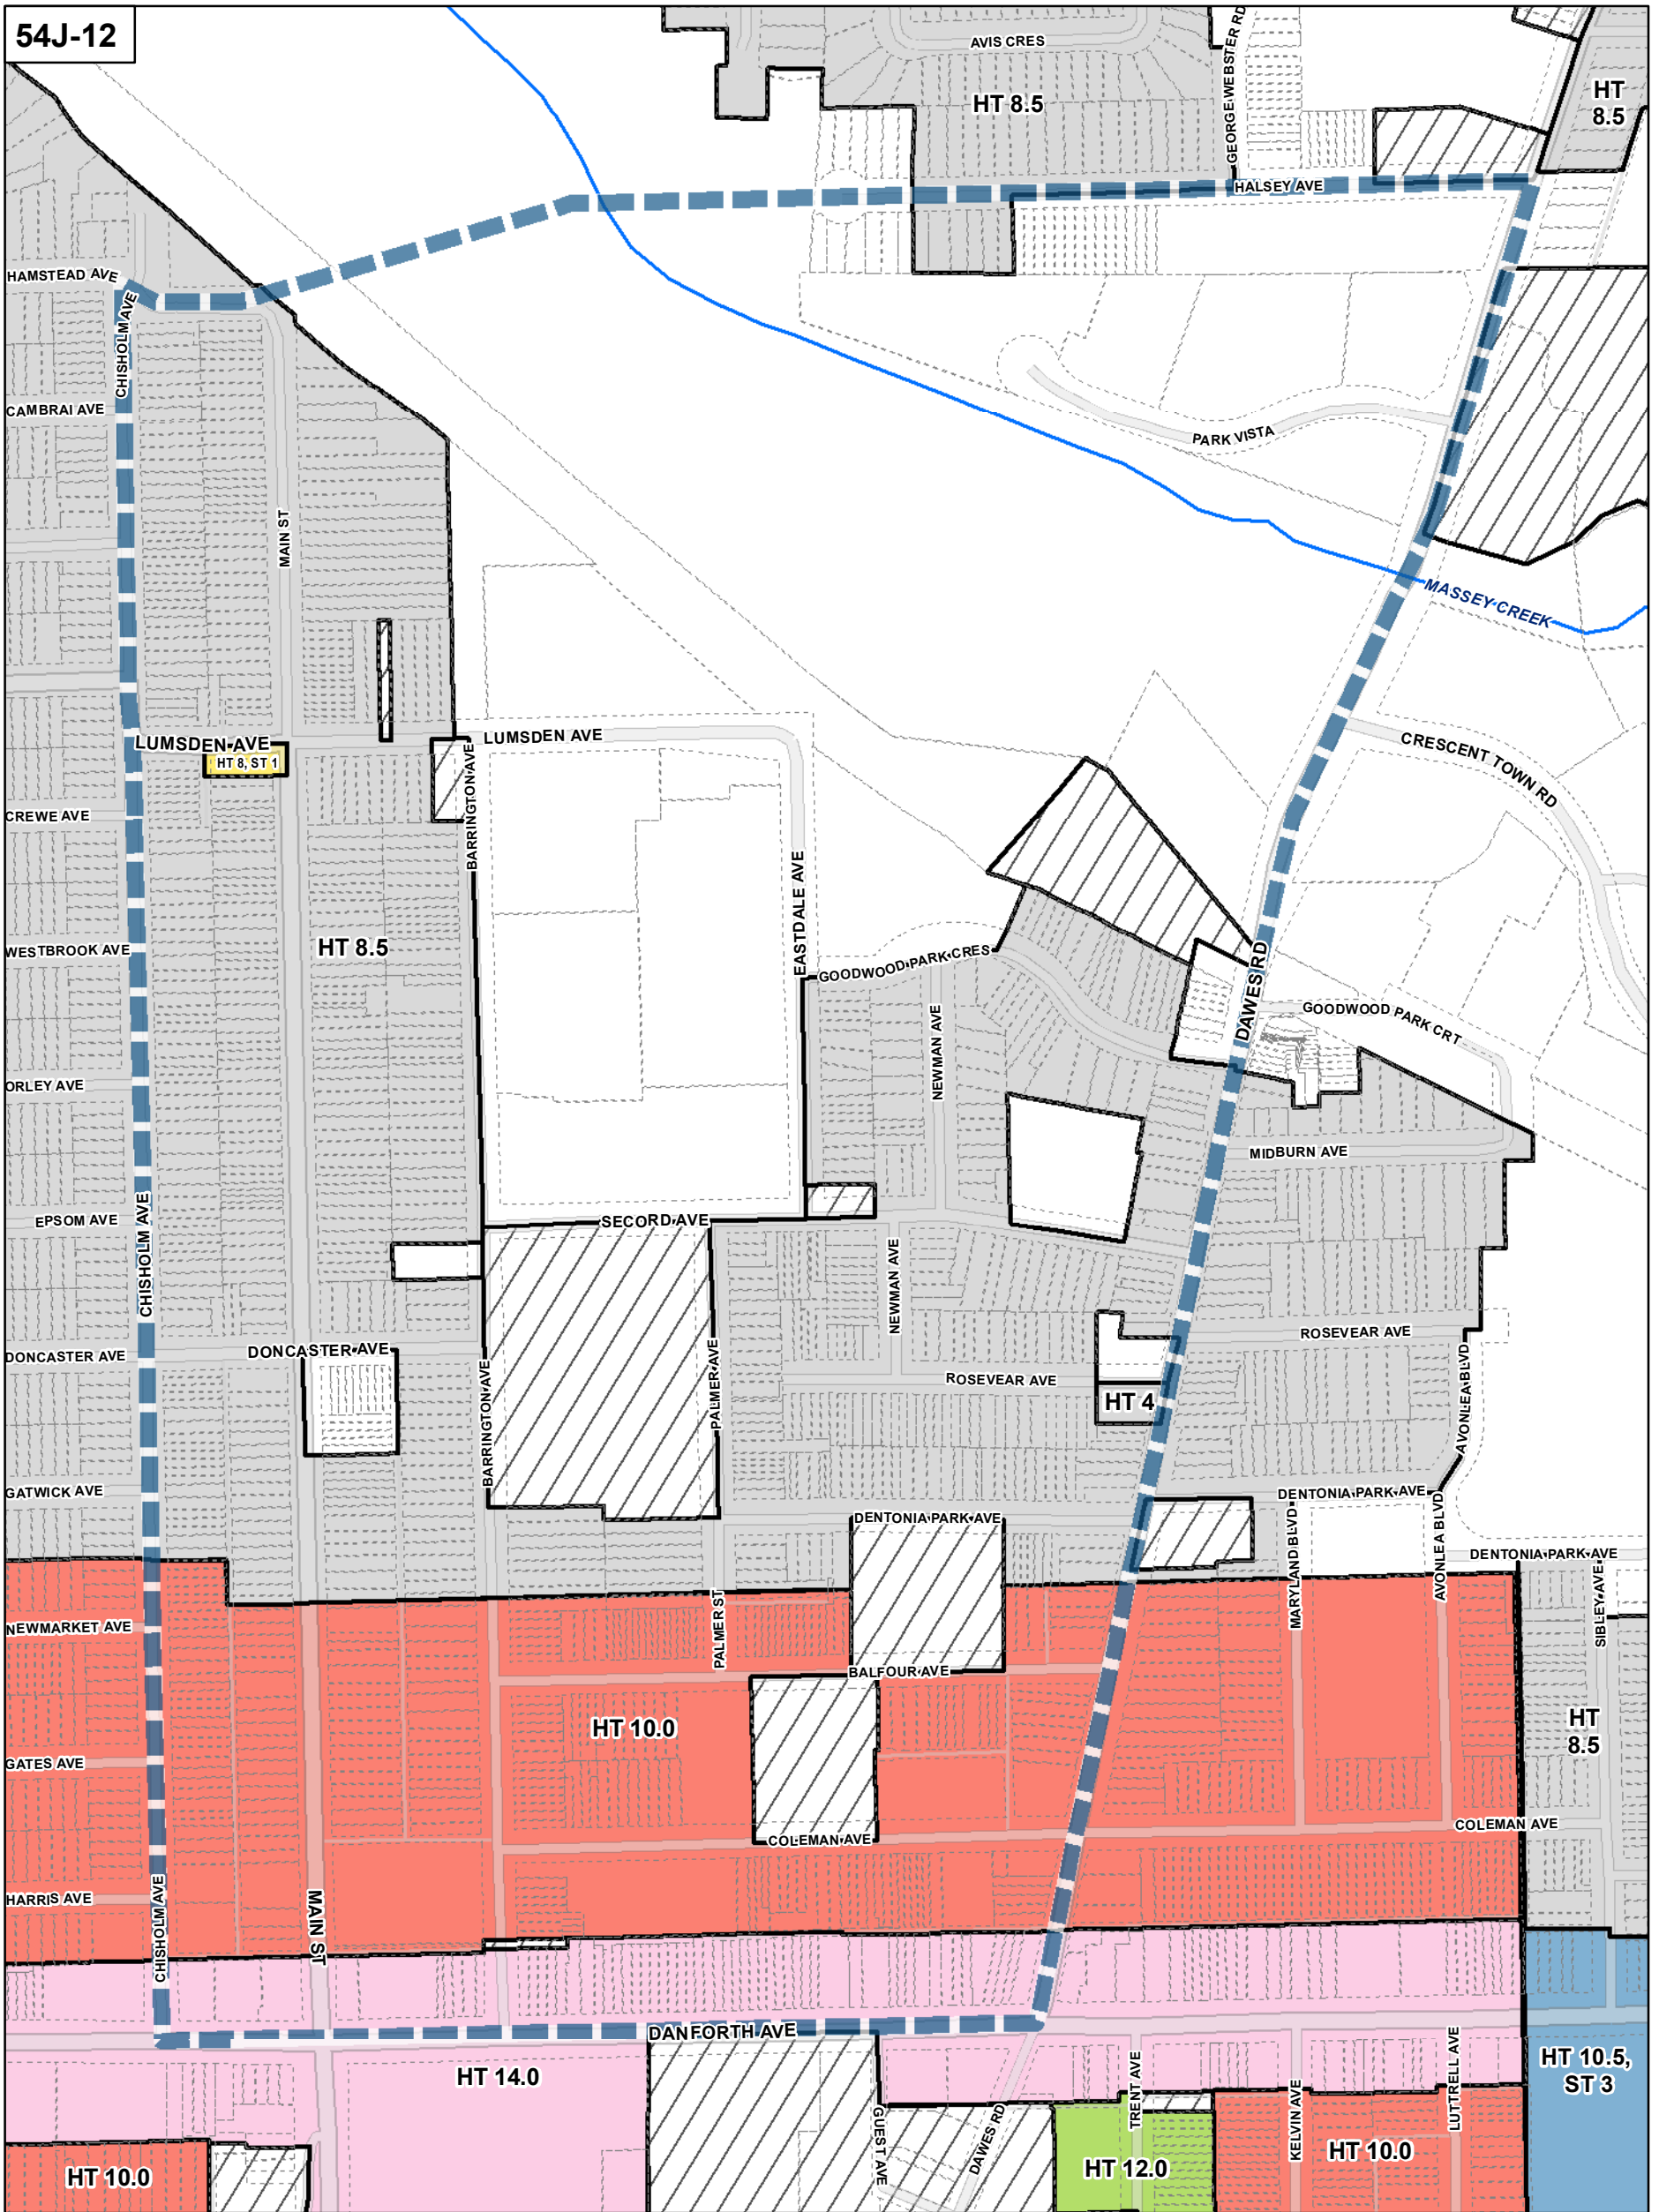 54J-12
AVIS CRES
GEORGE WEBSTER RD
HT 8.5
HT
8.5
HALSEY AVE
HAMSTEAD AVE
CHISHOLM AVE
CAMBRAI AVE
PARK VISTA
MAIN ST
MASSEY CREEK
LUMSDEN AVE
LUMSDEN AVE
HT 8, ST 1
CRESCENT TOWN RD
CREWE AVE
BARRINGTON AVE
EASTDALE AVE
WESTBROOK AVE
HT 8.5
GOODWOOD PARK CRES
DAWES RD
GOODWOOD PARK CRT
NEWMAN AVE
ORLEY AVE
MIDBURN AVE
EPSOM AVE
CHISHOLM AVE
SECORD AVE
NEWMAN AVE
ROSEVEAR AVE
DONCASTER AVE
DONCASTER AVE
BARRINGTON AVE
PALMER AVE
ROSEVEAR AVE
AVONLEA BLVD
HT 4
GATWICK AVE
DENTONIA PARK AVE
DENTONIA PARK AVE
MARYLAND BLVD
AVONLEA BLVD
DENTONIA PARK AVE
SIBLEY AVE
NEWMARKET AVE
PALMER ST
BALFOUR AVE
HT 10.0
HT
8.5
GATES AVE
COLEMAN AVE
COLEMAN AVE
HARRIS AVE
CHISHOLM AVE
MAIN ST
DANFORTH AVE
HT 14.0
HT 10.5,
ST 3
TRENT AVE
LUTTRELL AVE
GUEST AVE
DAWES RD
KELVIN AVE
HT 10.0
HT 12.0
HT 10.0